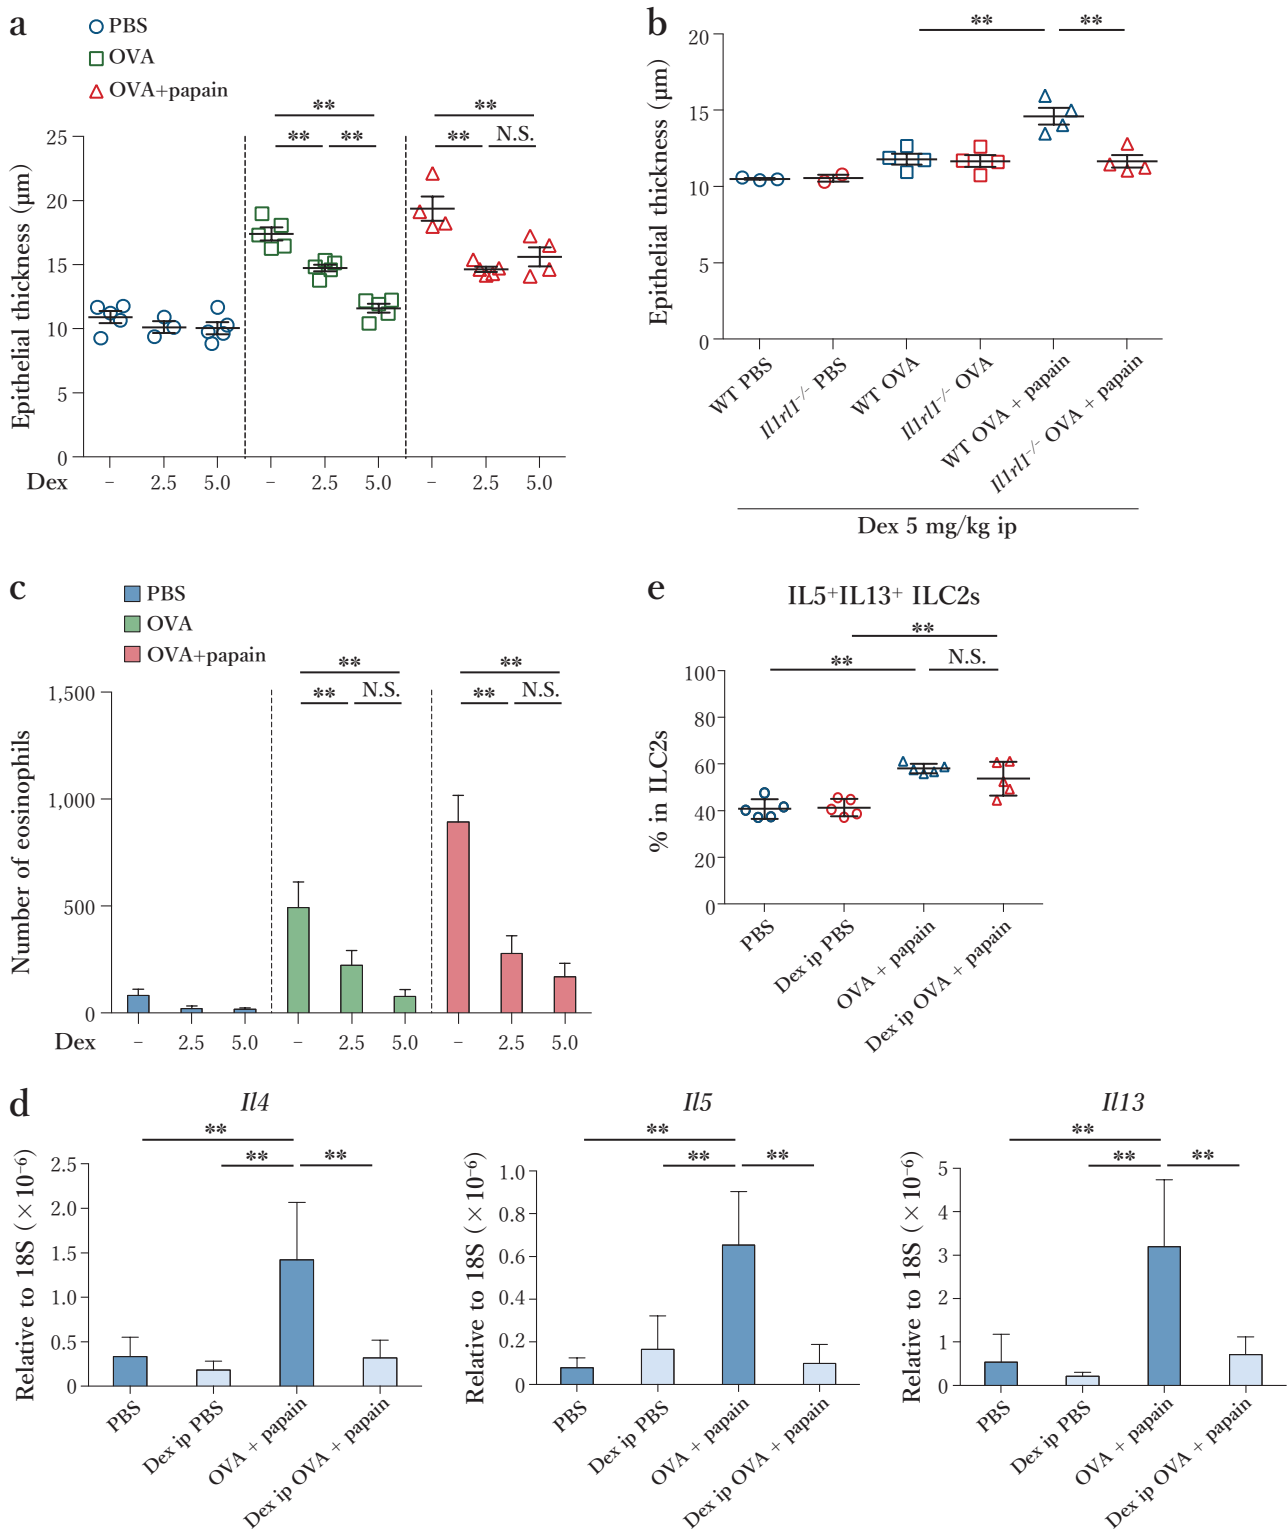 a
PBS
OVA
OVA+papain
** **
** ** ** N.S.
Epithelial thickness (μm)
25
20
15
10
5
0
Dex – 2.5 5.0 – 2.5 5.0 – 2.5 5.0
b
** **
Epithelial thickness (μm)
20
15
10
5
0
WT PBS
Il1rl1⁻/⁻ PBS
WT OVA
Il1rl1⁻/⁻ OVA
WT OVA + papain
Il1rl1⁻/⁻ OVA + papain
Dex 5 mg/kg ip
c
PBS
OVA
OVA+papain
** **
** N.S. ** N.S.
Number of eosinophils
1,500
1,000
500
0
Dex – 2.5 5.0 – 2.5 5.0 – 2.5 5.0
e
IL5⁺IL13⁺ ILC2s
**
** N.S.
% in ILC2s
100
80
60
40
20
0
PBS
Dex ip PBS
OVA + papain
Dex ip OVA + papain
d
Il4
**
** **
Relative to 18S (×10⁻⁶)
2.5
2.0
1.5
1.0
0.5
0
PBS
Dex ip PBS
OVA + papain
Dex ip OVA + papain
Il5
**
** **
Relative to 18S (×10⁻⁶)
1.0
0.8
0.6
0.4
0.2
0
PBS
Dex ip PBS
OVA + papain
Dex ip OVA + papain
Il13
**
** **
Relative to 18S (×10⁻⁶)
5
4
3
2
1
0
PBS
Dex ip PBS
OVA + papain
Dex ip OVA + papain